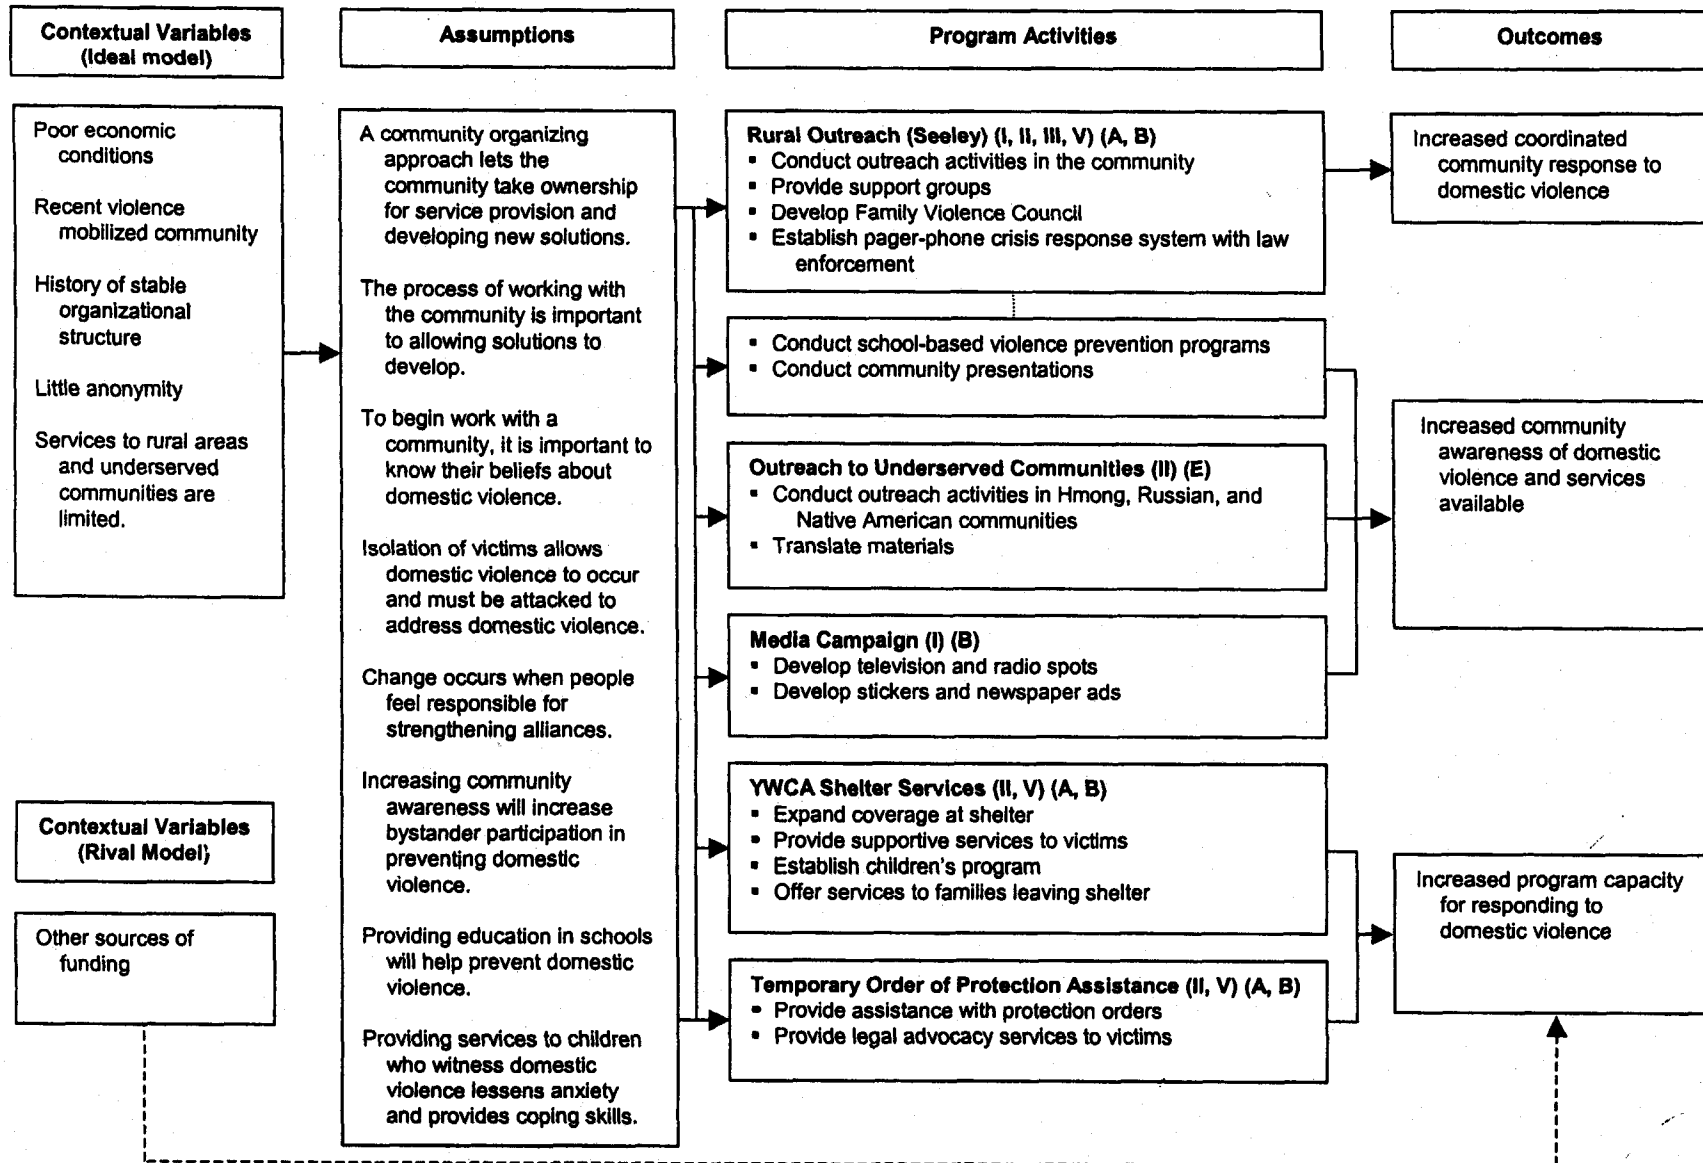 Contextual Variables
(Ideal model)
Assumptions
Program Activities
Outcomes
Poor economic
conditions
Recent violence
mobilized community
History of stable
organizational
structure
Little anonymity
Services to rural areas
and underserved
communities are
limited.
Contextual Variables
(Rival Model)
Other sources of
funding
A community organizing
approach lets the
community take ownership
for service provision and
developing new solutions.
The process of working with
the community is important
to allowing solutions to
develop.
To begin work with a
community, it is important to
know their beliefs about
domestic violence.
Isolation of victims allows
domestic violence to occur
and must be attacked to
address domestic violence.
Change occurs when people
feel responsible for
strengthening alliances.
Increasing community
awareness will increase
bystander participation in
preventing domestic
violence.
Providing education in schools
will help prevent domestic
violence.
Providing services to children
who witness domestic
violence lessens anxiety
and provides coping skills.
Rural Outreach (Seeley) (I, II, III, V) (A, B)
▪ Conduct outreach activities in the community
▪ Provide support groups
▪ Develop Family Violence Council
▪ Establish pager-phone crisis response system with law
enforcement
▪ Conduct school-based violence prevention programs
▪ Conduct community presentations
Outreach to Underserved Communities (II) (E)
▪ Conduct outreach activities in Hmong, Russian, and
Native American communities
▪ Translate materials
Media Campaign (I) (B)
▪ Develop television and radio spots
▪ Develop stickers and newspaper ads
YWCA Shelter Services (II, V) (A, B)
▪ Expand coverage at shelter
▪ Provide supportive services to victims
▪ Establish children's program
▪ Offer services to families leaving shelter
Temporary Order of Protection Assistance (II, V) (A, B)
▪ Provide assistance with protection orders
▪ Provide legal advocacy services to victims
Increased coordinated
community response to
domestic violence
Increased community
awareness of domestic
violence and services
available
Increased program capacity
for responding to
domestic violence